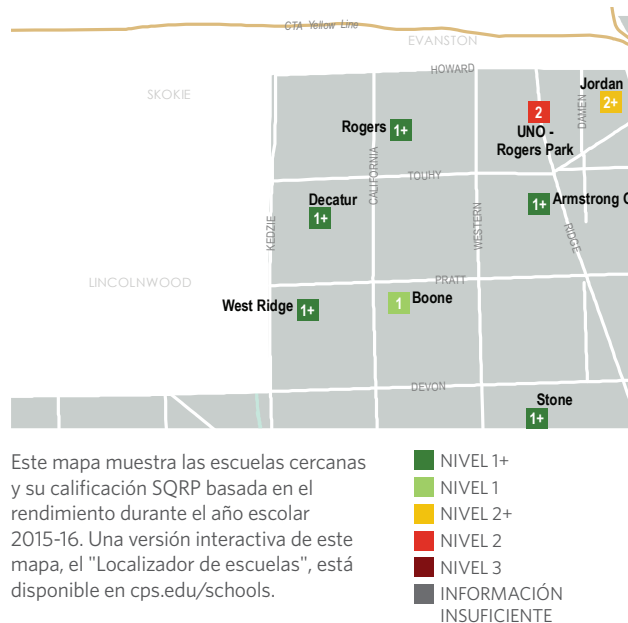 CTA Yellow Line
EVANSTON
HOWARD
SKOKIE
Jordan
2+
DAMEN
2
UNO -
Rogers Park
Rogers 1+
CALIFORNIA
TOUHY
Decatur
1+
KEDZIE
WESTERN
1+ Armstrong
RIDGE
LINCOLNWOOD
PRATT
West Ridge 1+
1 Boone
DEVON
Stone
1+
Este mapa muestra las escuelas cercanas
y su calificación SQRP basada en el
rendimiento durante el año escolar
2015-16. Una versión interactiva de este
mapa, el "Localizador de escuelas", está
disponible en cps.edu/schools.
NIVEL 1+
NIVEL 1
NIVEL 2+
NIVEL 2
NIVEL 3
INFORMACIÓN
INSUFICIENTE